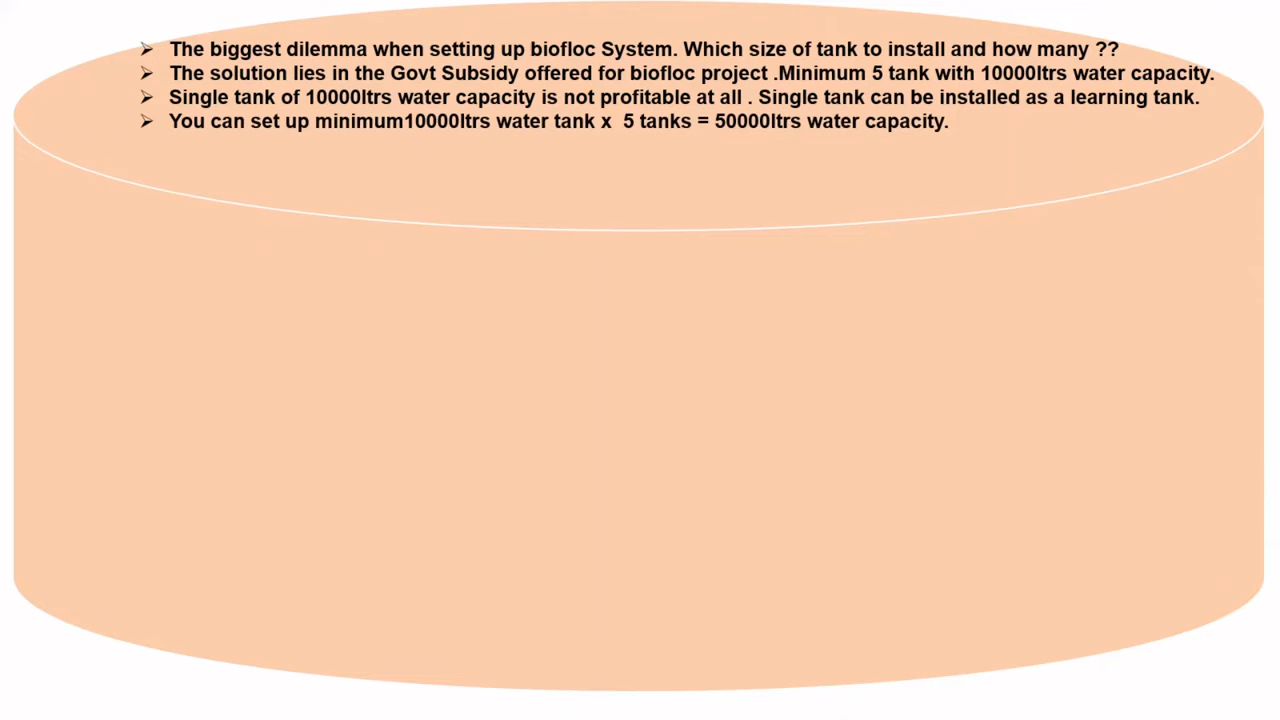 ➢ The biggest dilemma when setting up biofloc System. Which size of tank to install and how many ??
➢ The solution lies in the Govt Subsidy offered for biofloc project .Minimum 5 tank with 10000ltrs water capacity.
➢ Single tank of 10000ltrs water capacity is not profitable at all . Single tank can be installed as a learning tank.
➢ You can set up minimum10000ltrs water tank x 5 tanks = 50000ltrs water capacity.